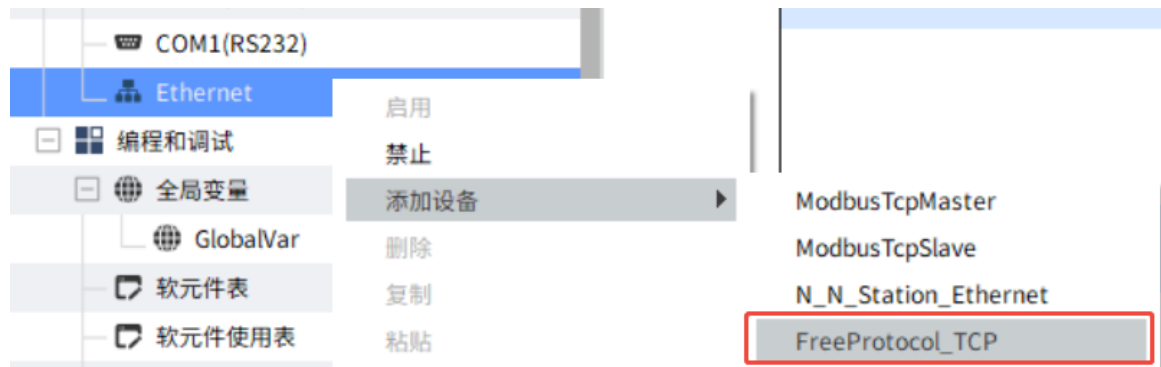 COM1(RS232)
Ethernet
编程和调试
全局变量
GlobalVar
软元件表
软元件使用表
启用
禁止
添加设备
删除
复制
粘贴
ModbusTcpMaster
ModbusTcpSlave
N_N_Station_Ethernet
FreeProtocol_TCP